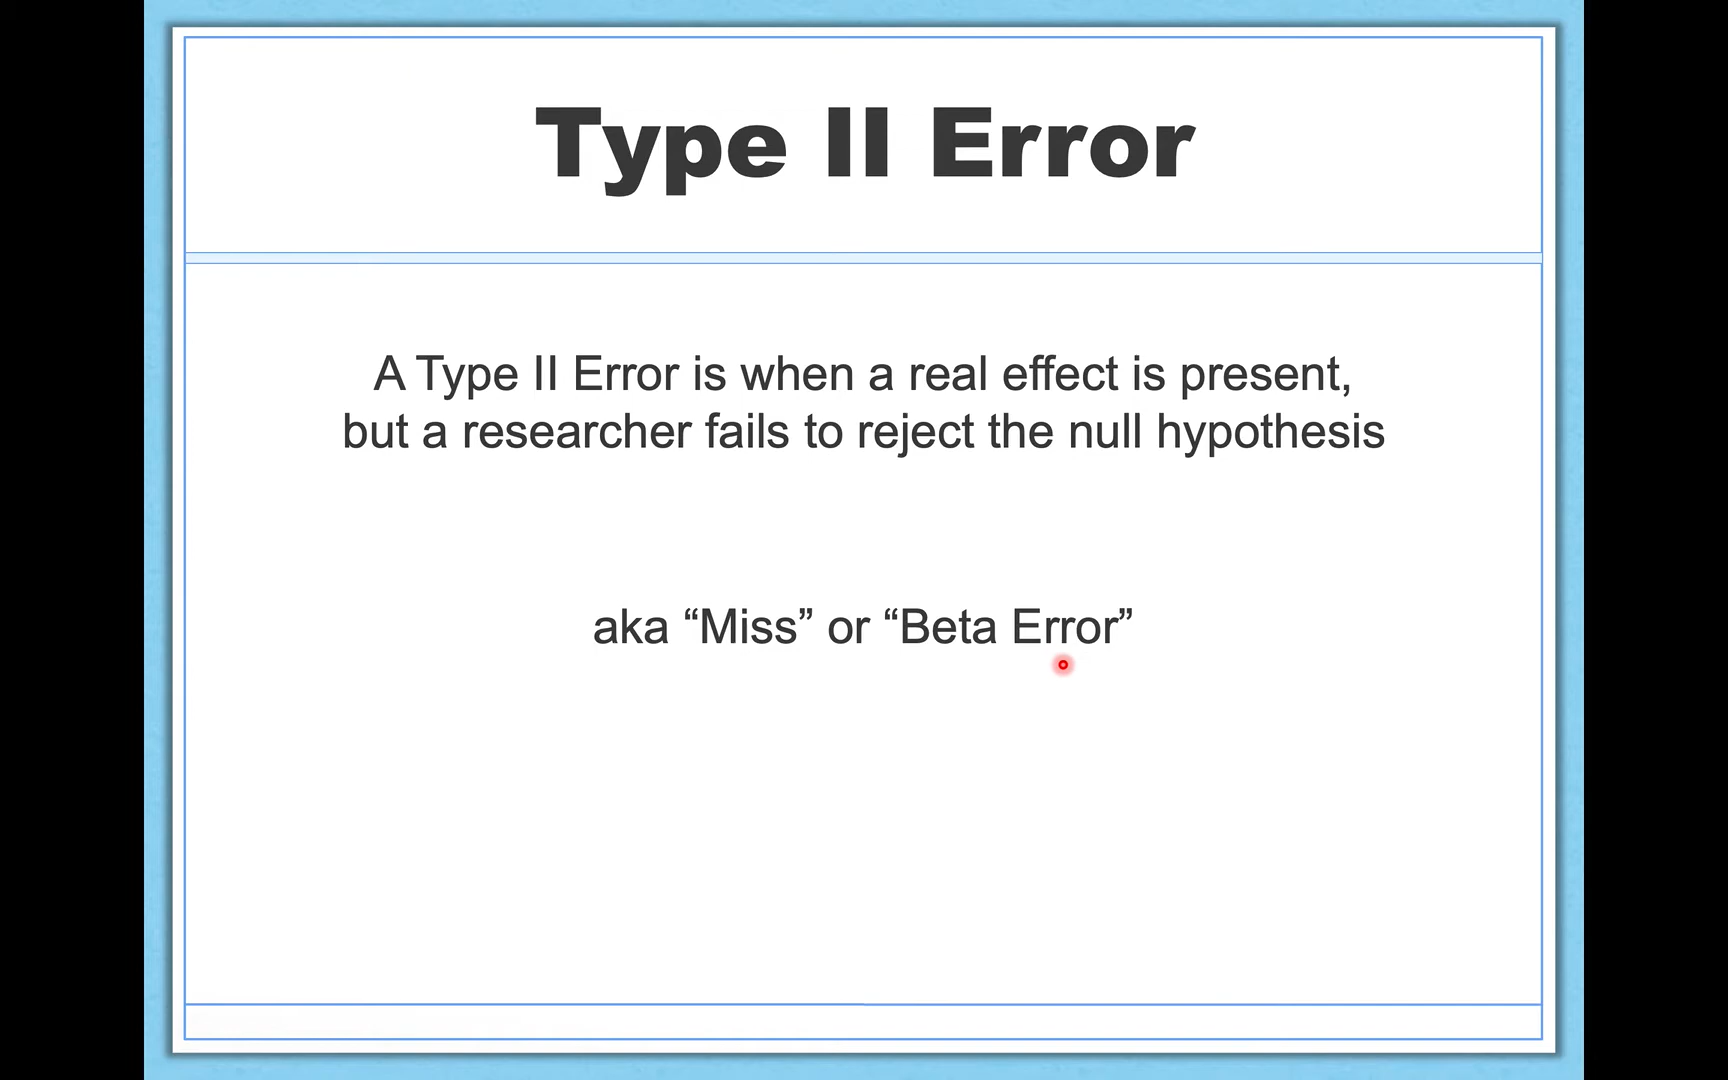 Type II Error
A Type II Error is when a real effect is present,
but a researcher fails to reject the null hypothesis
aka “Miss” or “Beta Error”